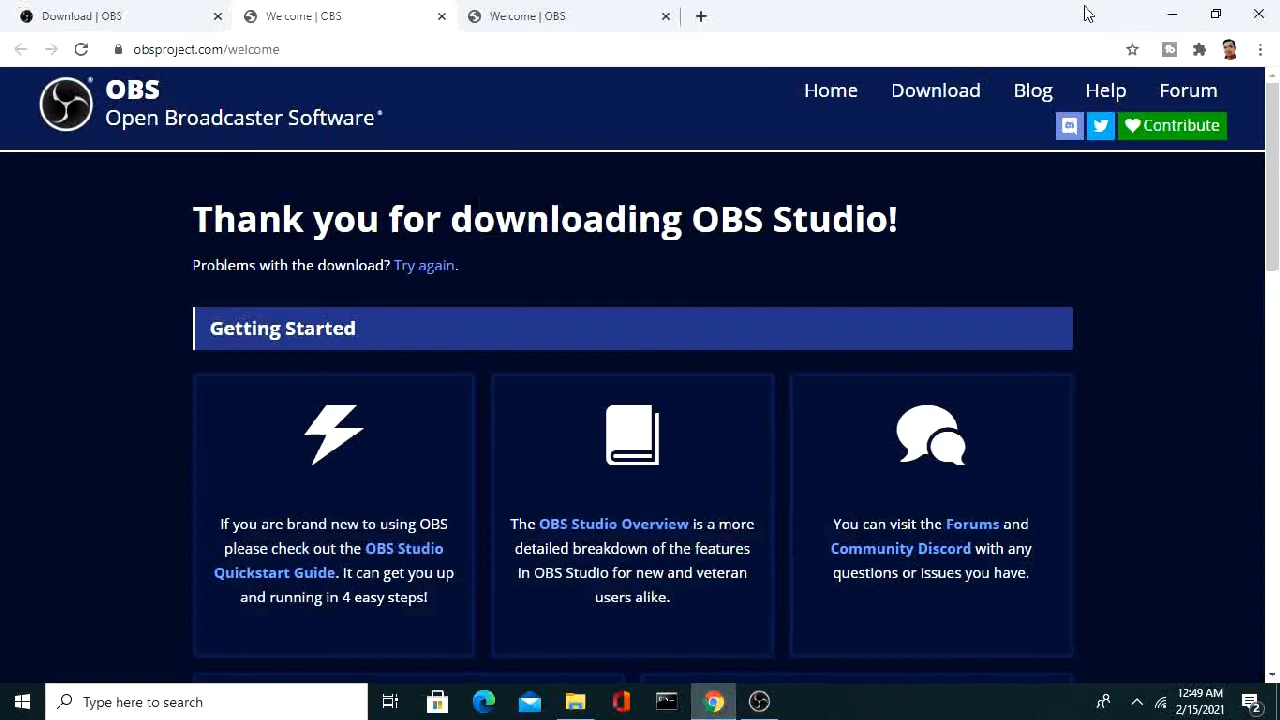 Download | OBS
Welcome | OBS
Welcome | OBS
obsproject.com/welcome
OBS
Open Broadcaster Software®
Home
Download
Blog
Help
Forum
Contribute
Thank you for downloading OBS Studio!
Problems with the download? Try again.
Getting Started
If you are brand new to using OBS
please check out the OBS Studio
Quickstart Guide. It can get you up
and running in 4 easy steps!
The OBS Studio Overview is a more
detailed breakdown of the features
in OBS Studio for new and veteran
users alike.
You can visit the Forums and
Community Discord with any
questions or issues you have.
Type here to search
12:49 AM
2/15/2021
2